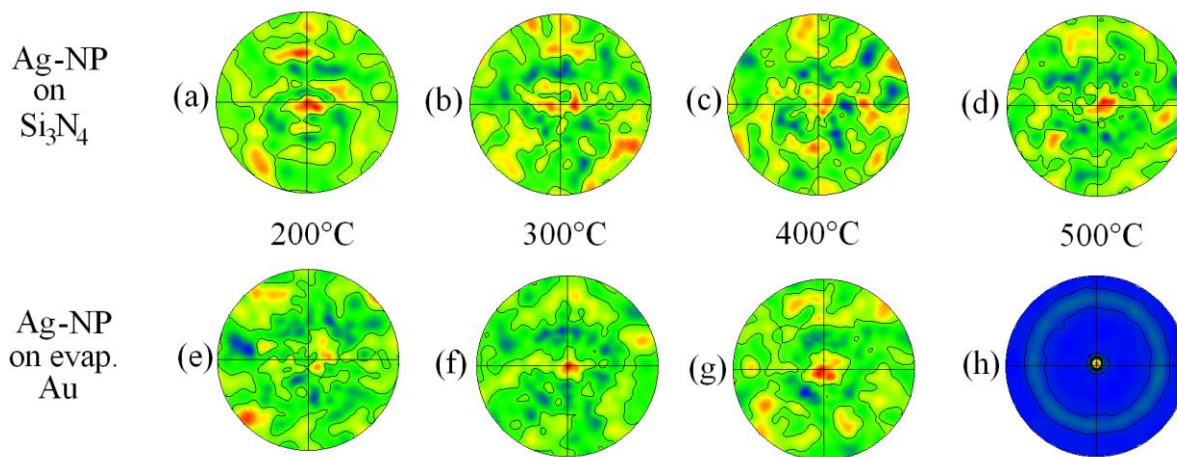 Ag-NP
on
Si3N4
(a)
(b)
(c)
(d)
200°C
300°C
400°C
500°C
Ag-NP
on evap.
Au
(e)
(f)
(g)
(h)